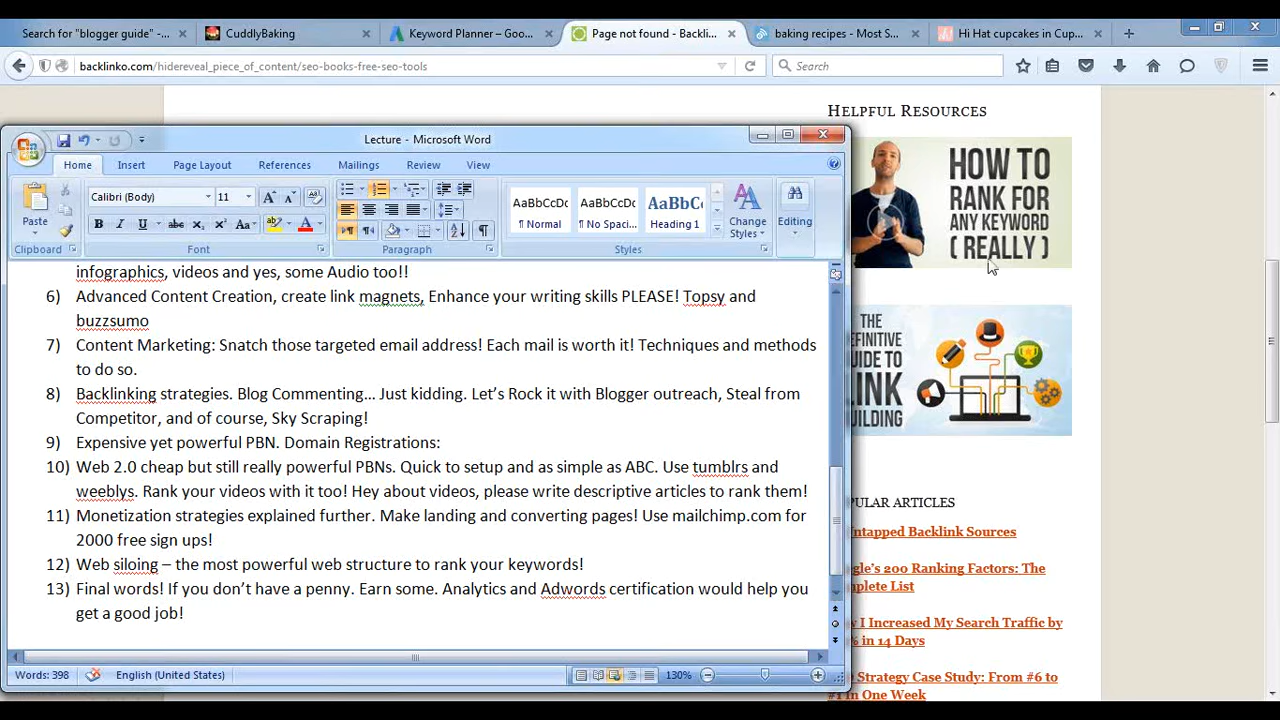 Search for "blogger guide" -...
CuddlyBaking
Keyword Planner – Goo...
Page not found - Backli...
baking recipes - Most S...
Hi Hat cupcakes in Cup...
backlinko.com/hidereveal_piece_of_content/seo-books-free-seo-tools
Search
HELPFUL RESOURCES
HOW TO
RANK FOR
ANY KEYWORD
( REALLY )
THE
EFINITIVE
UIDE TO
INK
UILDING
PULAR ARTICLES
ntapped Backlink Sources
gle's 200 Ranking Factors: The
plete List
I Increased My Search Traffic by
% in 14 Days
Strategy Case Study: From #6 to
#1 in One Week
Lecture - Microsoft Word
Home
Insert
Page Layout
References
Mailings
Review
View
Paste
Clipboard
Calibri (Body)
11
B I U abc x₂ x² Aa
Font
Paragraph
AaBbCcDc
AaBbCcDc
AaBbCc
¶ Normal
¶ No Spaci...
Heading 1
Styles
Change
Styles
Editing
infographics, videos and yes, some Audio too!!
6) Advanced Content Creation, create link magnets, Enhance your writing skills PLEASE! Topsy and
buzzsumo
7) Content Marketing: Snatch those targeted email address! Each mail is worth it! Techniques and methods
to do so.
8) Backlinking strategies. Blog Commenting... Just kidding. Let's Rock it with Blogger outreach, Steal from
Competitor, and of course, Sky Scraping!
9) Expensive yet powerful PBN. Domain Registrations:
10) Web 2.0 cheap but still really powerful PBNs. Quick to setup and as simple as ABC. Use tumblrs and
weeblys. Rank your videos with it too! Hey about videos, please write descriptive articles to rank them!
11) Monetization strategies explained further. Make landing and converting pages! Use mailchimp.com for
2000 free sign ups!
12) Web siloing – the most powerful web structure to rank your keywords!
13) Final words! If you don't have a penny. Earn some. Analytics and Adwords certification would help you
get a good job!
Words: 398
English (United States)
130%